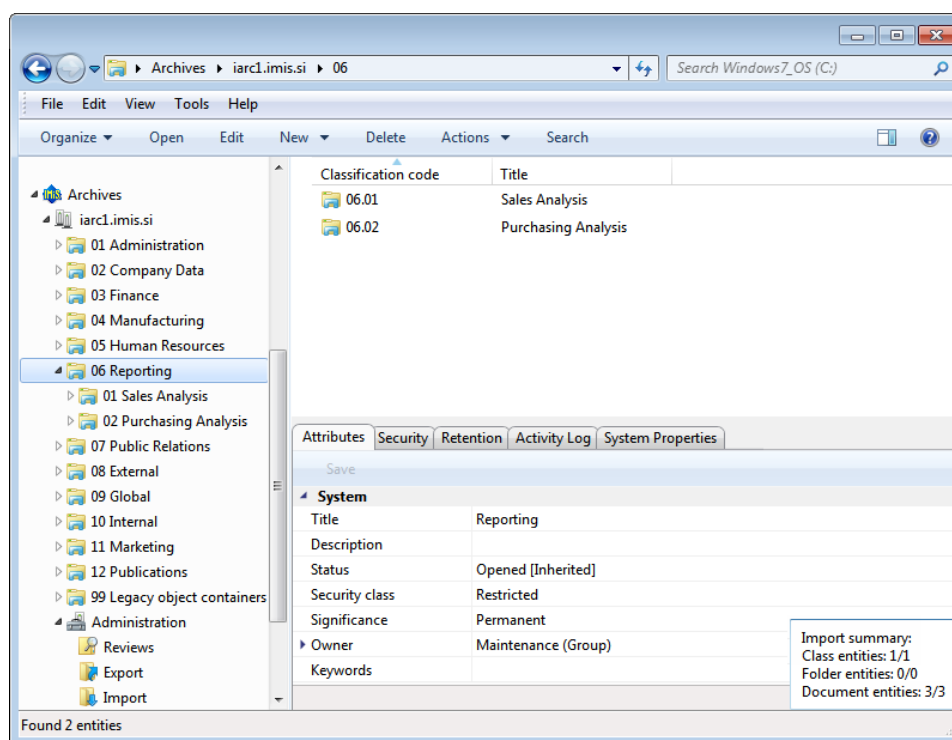 Archives iarc1.imis.si 06
Search Windows7_OS (C:)
File Edit View Tools Help
Organize Open Edit New Delete Actions Search
Archives
iarc1.imis.si
01 Administration
02 Company Data
03 Finance
04 Manufacturing
05 Human Resources
06 Reporting
01 Sales Analysis
02 Purchasing Analysis
07 Public Relations
08 External
09 Global
10 Internal
11 Marketing
12 Publications
99 Legacy object containers
Administration
Reviews
Export
Import
Classification code Title
06.01 Sales Analysis
06.02 Purchasing Analysis
Attributes Security Retention Activity Log System Properties
Save
System
Title Reporting
Description
Status Opened [Inherited]
Security class Restricted
Significance Permanent
Owner Maintenance (Group)
Keywords
Import summary:
Class entities: 1/1
Folder entities: 0/0
Document entities: 3/3
Found 2 entities